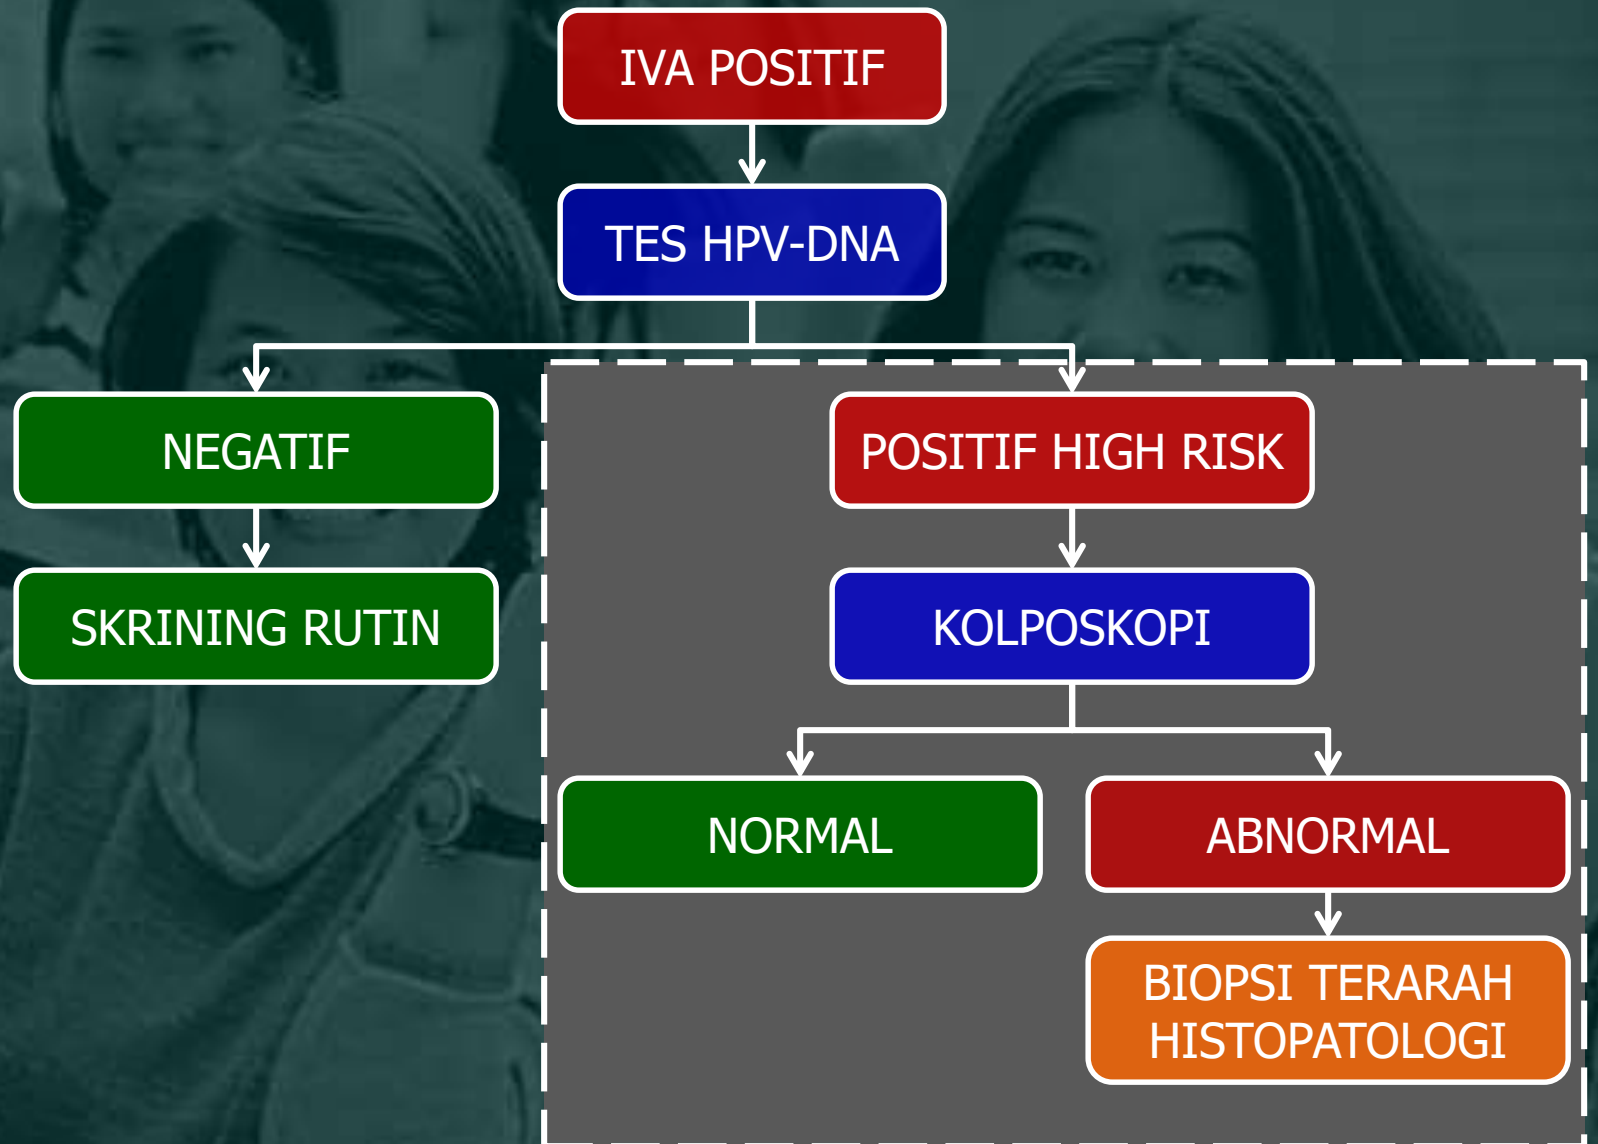 IVA POSITIF
TES HPV-DNA
NEGATIF
POSITIF HIGH RISK
SKRINING RUTIN
KOLPOSKOPI
NORMAL
ABNORMAL
BIOPSI TERARAH
HISTOPATOLOGI